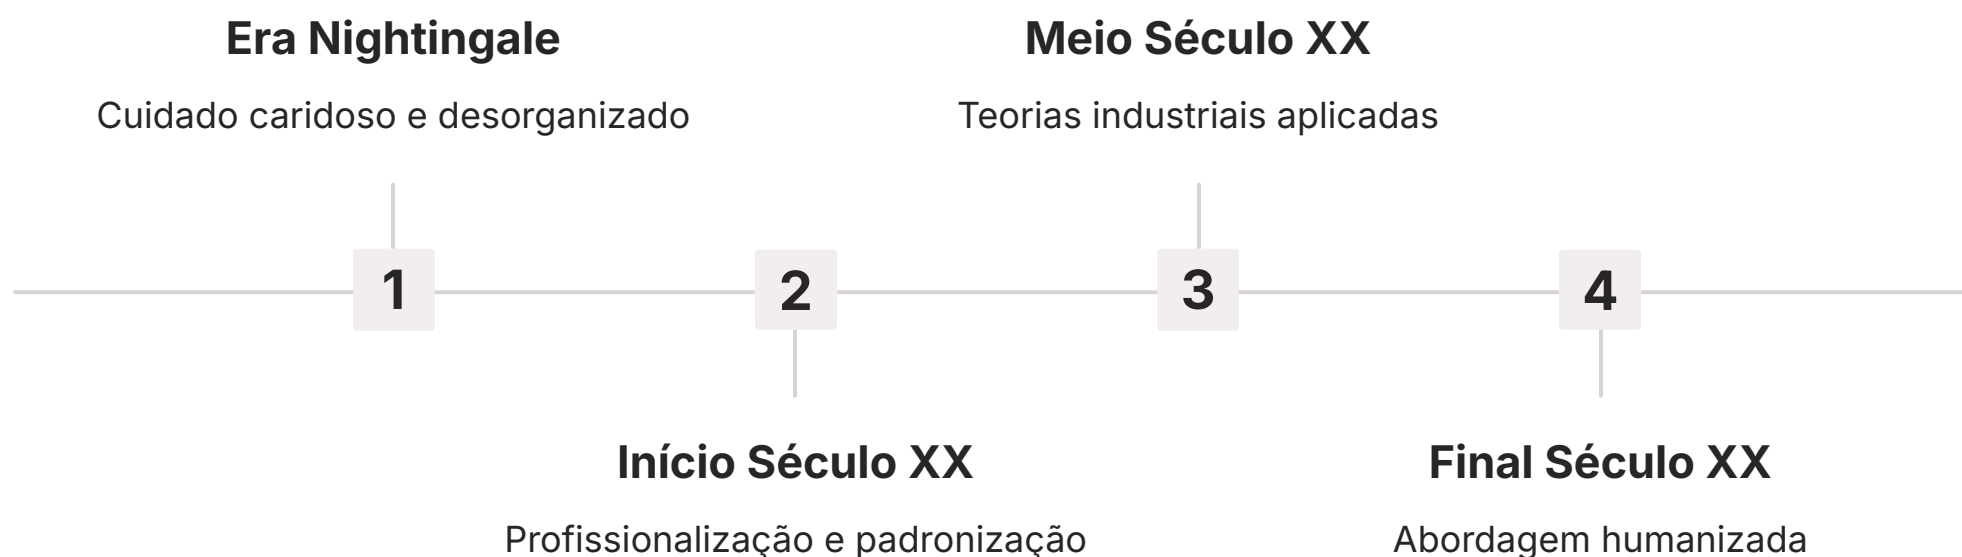 Era Nightingale
Cuidado caridoso e desorganizado
Meio Século XX
Teorias industriais aplicadas
1
2
3
4
Início Século XX
Profissionalização e padronização
Final Século XX
Abordagem humanizada